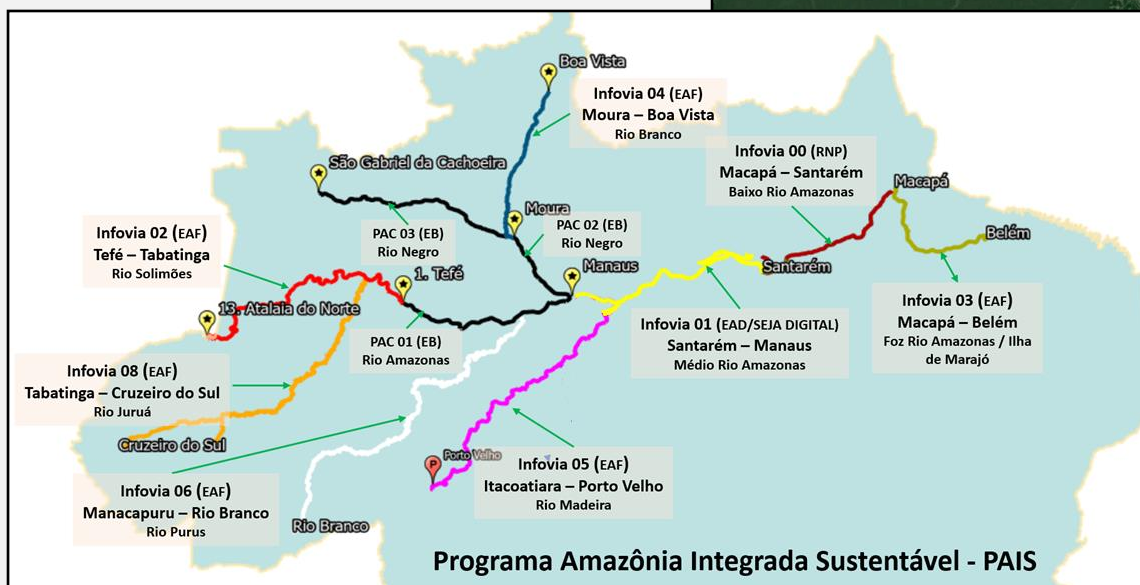 Boa Vista
Infovia 04 (EAF)
Moura – Boa Vista
Rio Branco
São Gabriel da Cachoeira
Infovia 00 (RNP)
Macapá – Santarém
Baixo Rio Amazonas
Macapá
Infovia 02 (EAF)
Tefé – Tabatinga
Rio Solimões
PAC 03 (EB)
Rio Negro
Moura
PAC 02 (EB)
Rio Negro
Belém
1. Tefé
Manaus
Santarém
13. Atalaia do Norte
PAC 01 (EB)
Rio Amazonas
Infovia 01 (EAD/SEJA DIGITAL)
Santarém – Manaus
Médio Rio Amazonas
Infovia 03 (EAF)
Macapá – Belém
Foz Rio Amazonas / Ilha
de Marajó
Infovia 08 (EAF)
Tabatinga – Cruzeiro do Sul
Rio Juruá
Cruzeiro do Sul
P
Porto Velho
Infovia 05 (EAF)
Itacoatiara – Porto Velho
Rio Madeira
Infovia 06 (EAF)
Manacapuru – Rio Branco
Rio Purus
Rio Branco
Programa Amazônia Integrada Sustentável - PAIS